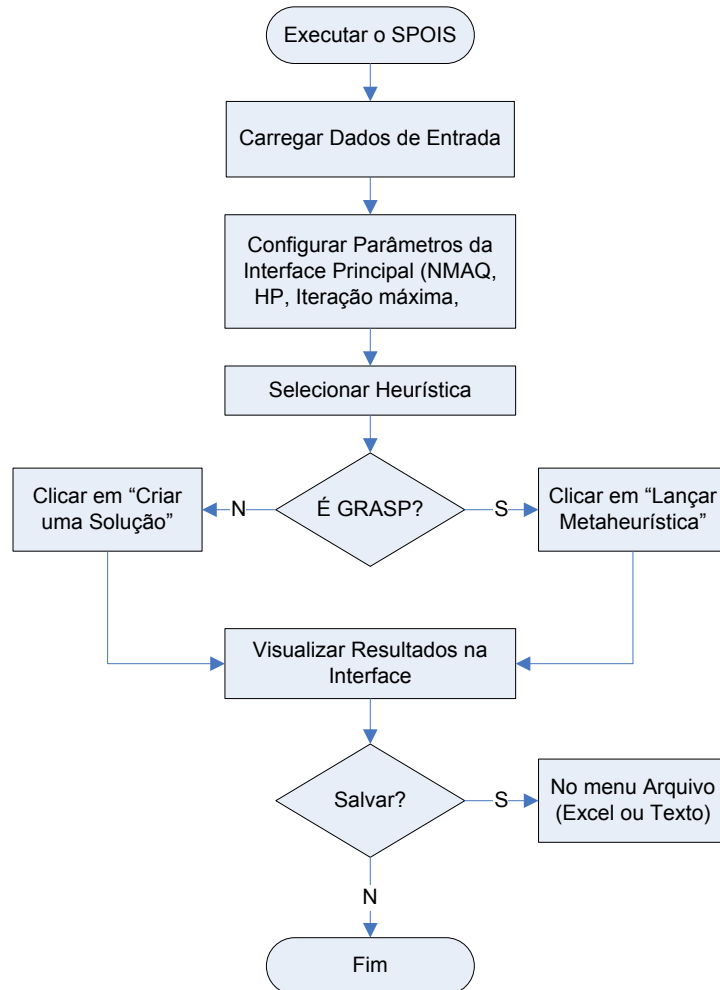 Executar o SPOIS
Carregar Dados de Entrada
Configurar Parâmetros da
Interface Principal (NMAQ,
HP, Iteração máxima,
Selecionar Heurística
Clicar em “Criar
uma Solução”
N
É GRASP?
S
Clicar em “Lançar
Metaheurística”
Visualizar Resultados na
Interface
Salvar?
S
No menu Arquivo
(Excel ou Texto)
N
Fim